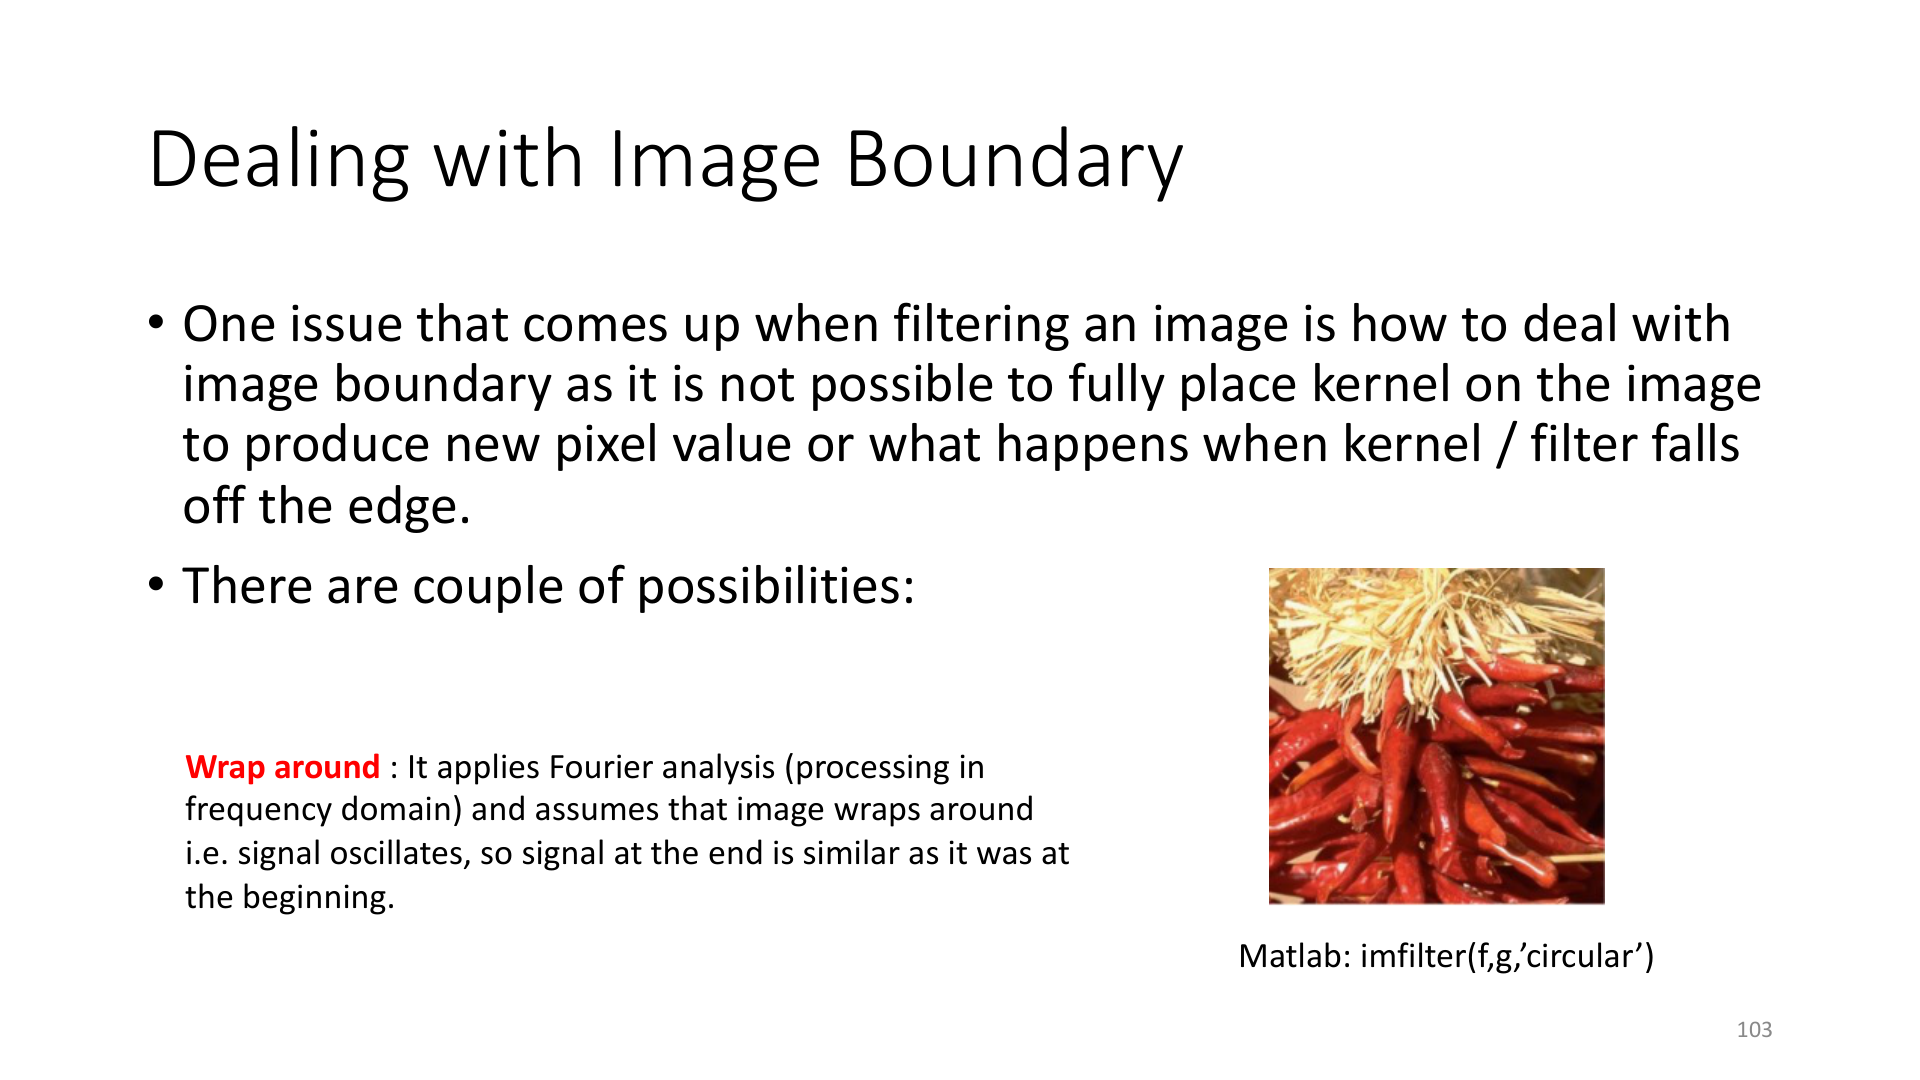 Dealing with Image Boundary
• One issue that comes up when filtering an image is how to deal with
image boundary as it is not possible to fully place kernel on the image
to produce new pixel value or what happens when kernel / filter falls
off the edge.
• There are couple of possibilities:
Wrap around : It applies Fourier analysis (processing in
frequency domain) and assumes that image wraps around
i.e. signal oscillates, so signal at the end is similar as it was at
the beginning.
Matlab: imfilter(f,g,’circular’)
103